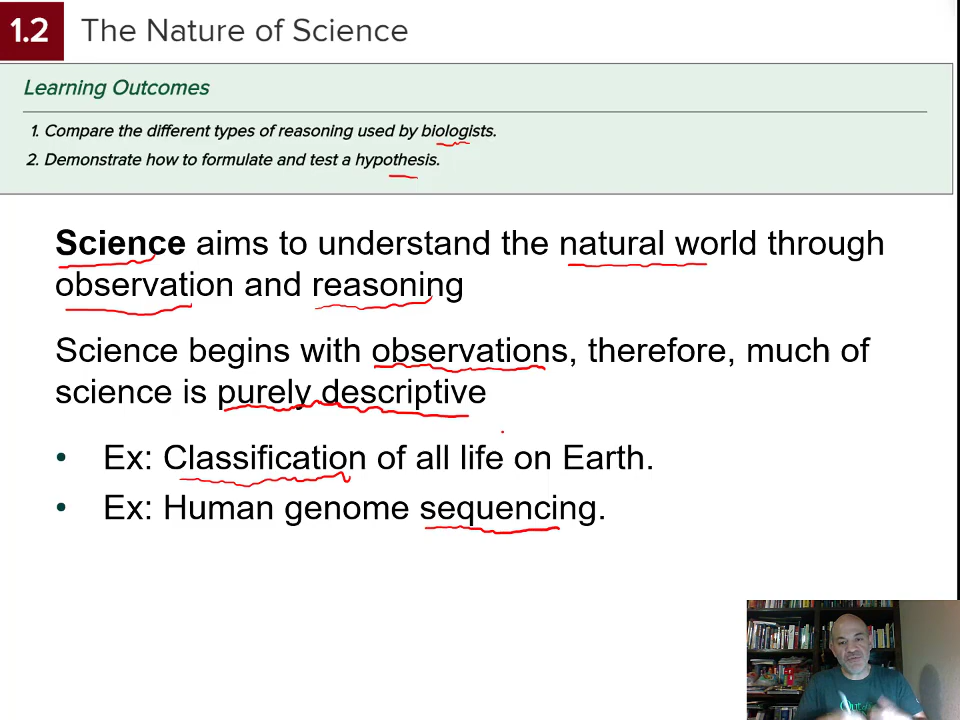 1.2 The Nature of Science
Learning Outcomes
1. Compare the different types of reasoning used by biologists.
2. Demonstrate how to formulate and test a hypothesis.
Science aims to understand the natural world through
observation and reasoning
Science begins with observations, therefore, much of
science is purely descriptive
• Ex: Classification of all life on Earth.
• Ex: Human genome sequencing.